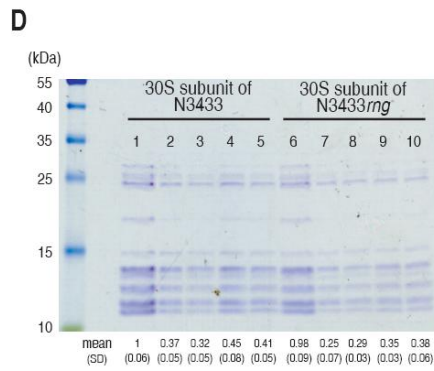 D
(kDa)
55
40
35
25
15
10
30S subunit of
N3433
30S subunit of
N3433rng
1 2 3 4 5 6 7 8 9 10
mean 1 0.37 0.32 0.45 0.41 0.98 0.25 0.29 0.35 0.38
(SD) (0.06) (0.05) (0.05) (0.08) (0.05) (0.09) (0.07) (0.03) (0.03) (0.06)